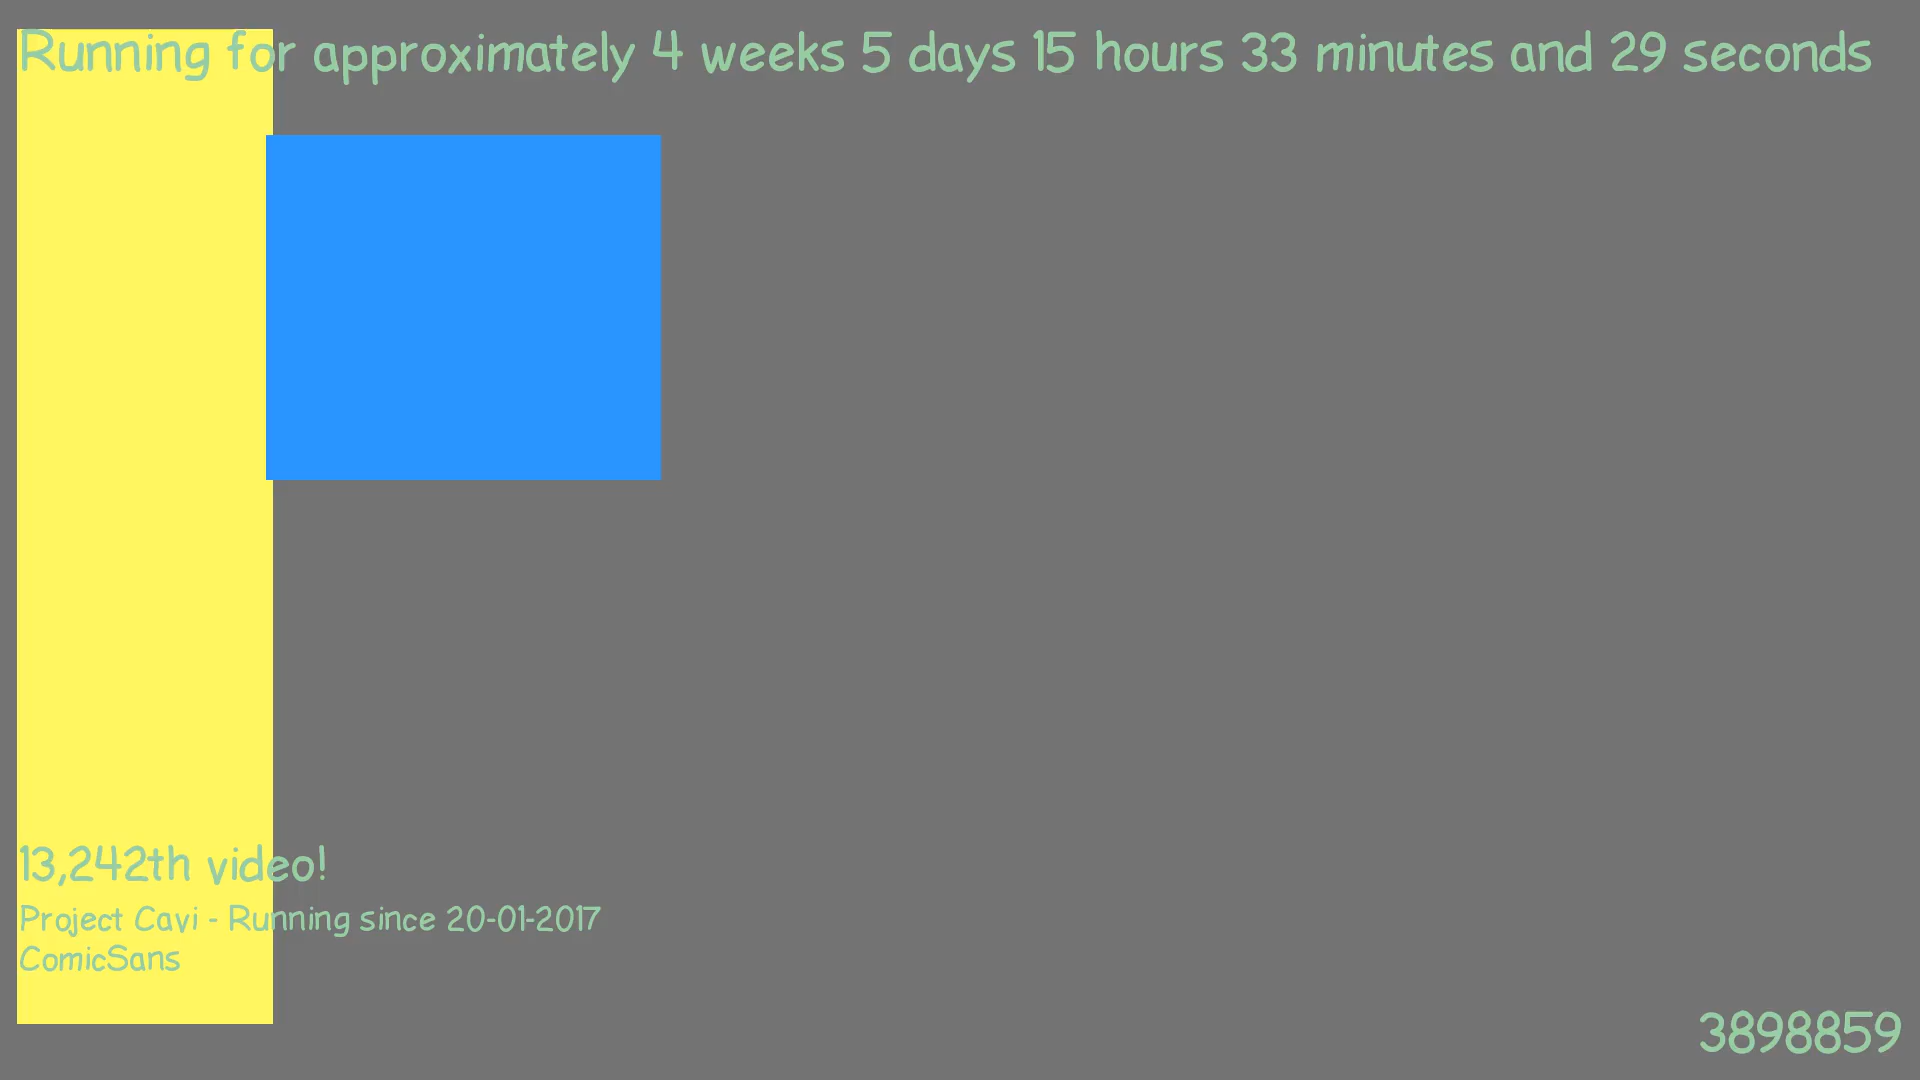 Running for approximately 4 weeks 5 days 15 hours 33 minutes and 29 seconds
13,242th video!
Project Cavi - Running since 20-01-2017
ComicSans
3898859